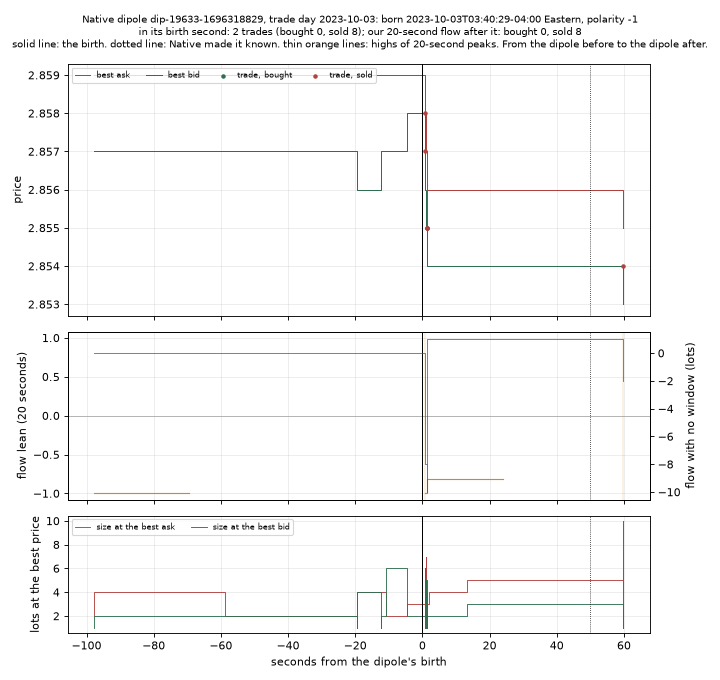 Native dipole dip-19633-1696318829, trade day 2023-10-03: born 2023-10-03T03:40:29-04:00 Eastern, polarity -1
in its birth second: 2 trades (bought 0, sold 8); our 20-second flow after it: bought 0, sold 8
solid line: the birth. dotted line: Native made it known. thin orange lines: highs of 20-second peaks. From the dipole before to the dipole after.
best ask
best bid
trade, bought
trade, sold
2.859
2.858
2.857
2.856
2.855
2.854
2.853
price
1.0
0.5
0.0
−0.5
−1.0
flow lean (20 seconds)
0
−2
−4
−6
−8
−10
flow with no window (lots)
size at the best ask
size at the best bid
10
8
6
4
2
lots at the best price
−100
−80
−60
−40
−20
0
20
40
60
seconds from the dipole's birth